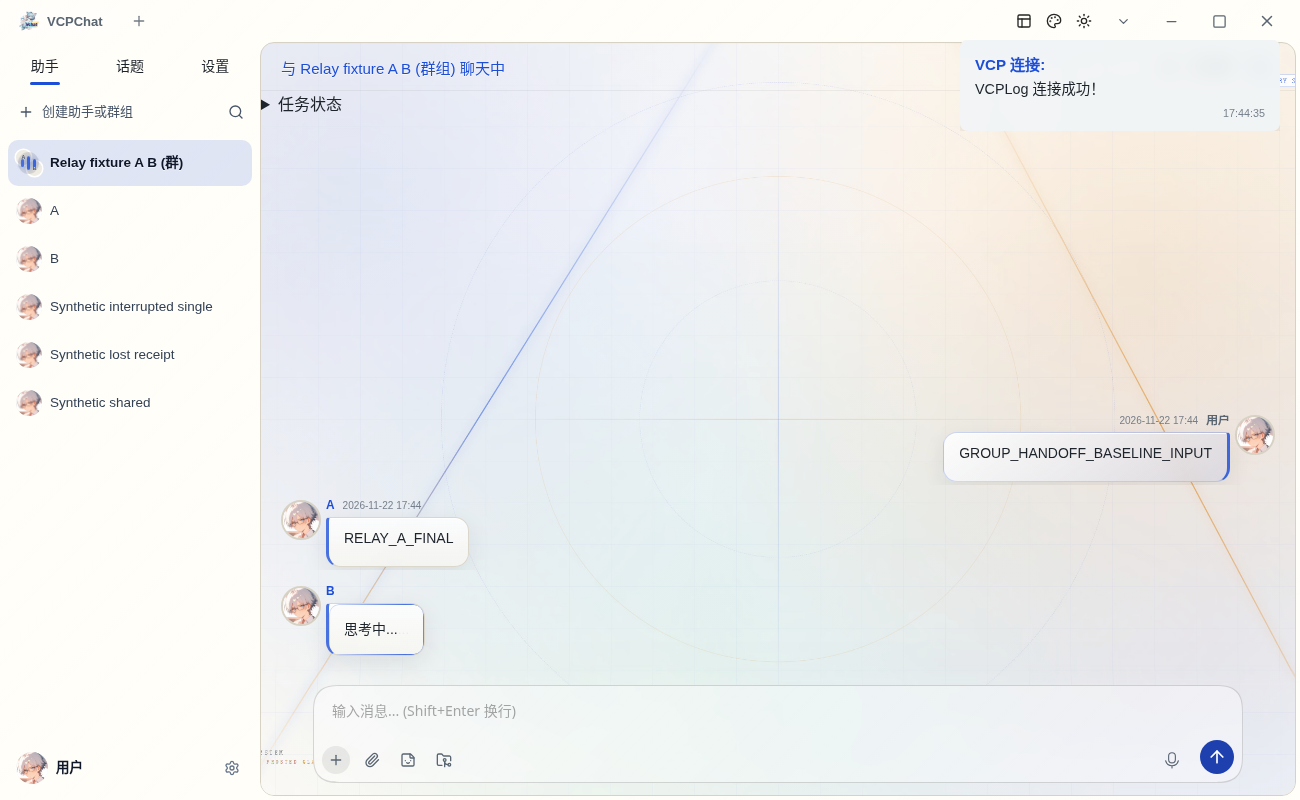 VCPChat
助手 话题 设置
创建助手或群组
Relay fixture A B (群)
A
B
Synthetic interrupted single
Synthetic lost receipt
Synthetic shared
用户
与 Relay fixture A B (群组) 聊天中
任务状态
VCP 连接:
VCPLog 连接成功!
17:44:35
2026-11-22 17:44 用户
GROUP_HANDOFF_BASELINE_INPUT
A 2026-11-22 17:44
RELAY_A_FINAL
B
思考中...
输入消息... (Shift+Enter 换行)